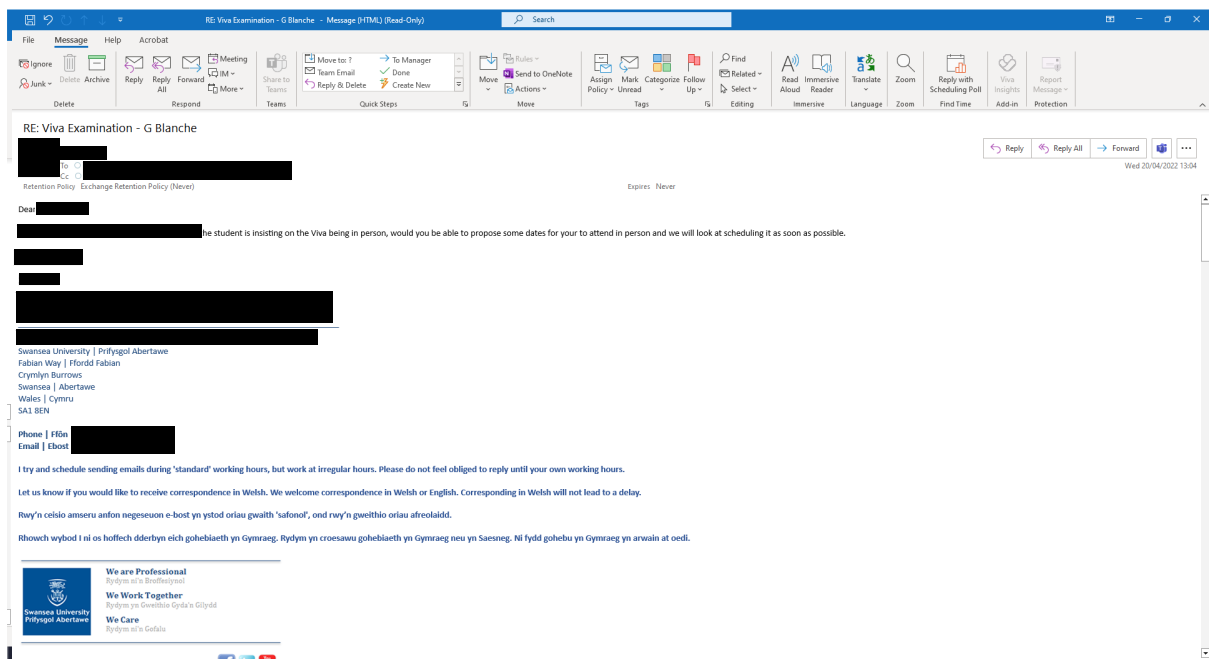 RE: Viva Examination - G Blanche - Message (HTML) (Read-Only)
Search
File Message Help Acrobat
Ignore
Junk
Delete
Archive
Delete
Reply
Reply All
Forward
Meeting
IM
More
Respond
Share to Teams
Teams
Move to: ?
Team Email
Reply & Delete
To Manager
Done
Create New
Quick Steps
Move
Rules
Send to OneNote
Actions
Move
Assign Policy
Mark Unread
Categorize
Follow Up
Tags
Find
Related
Select
Editing
Read Aloud
Immersive Reader
Immersive
Translate
Language
Zoom
Zoom
Reply with Scheduling Poll
Find Time
Viva Insights
Add-in
Report Message
Protection
RE: Viva Examination - G Blanche
Reply Reply All Forward
To
Cc
Wed 20/04/2022 13:04
Retention Policy Exchange Retention Policy (Never) Expires Never
Dear
he student is insisting on the Viva being in person, would you be able to propose some dates for your to attend in person and we will look at scheduling it as soon as possible.
Swansea University | Prifysgol Abertawe
Fabian Way | Ffordd Fabian
Crymlyn Burrows
Swansea | Abertawe
Wales | Cymru
SA1 8EN
Phone | Ffôn
Email | Ebost
I try and schedule sending emails during 'standard' working hours, but work at irregular hours. Please do not feel obliged to reply until your own working hours.
Let us know if you would like to receive correspondence in Welsh. We welcome correspondence in Welsh or English. Corresponding in Welsh will not lead to a delay.
Rwy'n ceisio amseru anfon negeseuon e-bost yn ystod oriau gwaith 'safonol', ond rwy'n gweithio oriau afreolaidd.
Rhowch wybod I ni os hoffech dderbyn eich gohebiaeth yn Gymraeg. Rydym yn croesawu gohebiaeth yn Gymraeg neu yn Saesneg. Ni fydd gohebu yn Gymraeg yn arwain at oedi.
Swansea University
Prifysgol Abertawe
We are Professional
Rydym ni'n Broffesiynol
We Work Together
Rydym yn Gweithio Gyda'n Gilydd
We Care
Rydym ni'n Gofalu